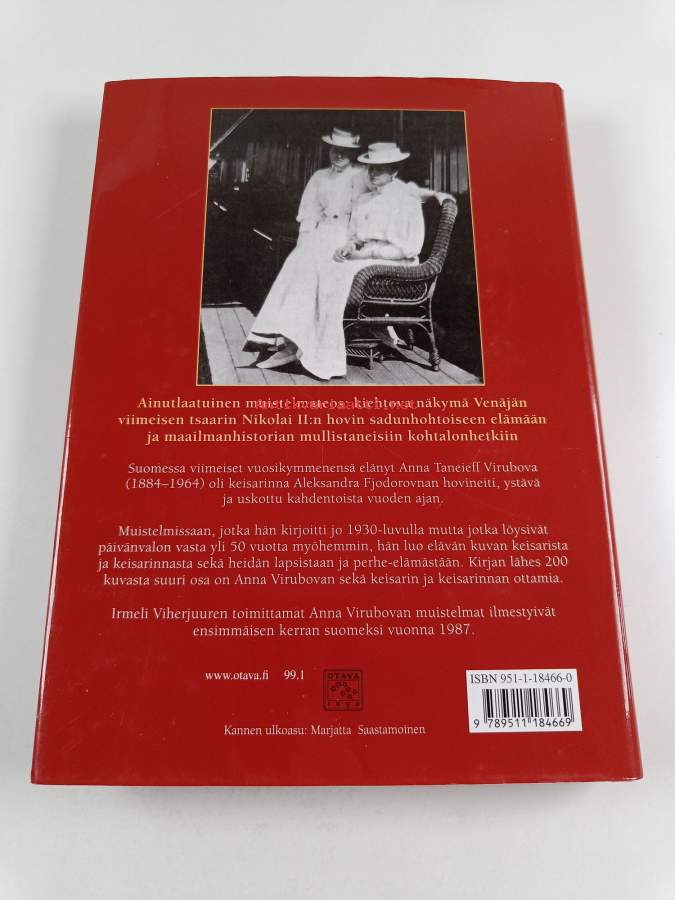 Ainutlaatuinen muistelmateos: kiehtova näkymä Venäjän
viimeisen tsaarin Nikolai II:n hovin sadunhohtoiseen elämään
ja maailmanhistorian mullistaneisiin kohtalonhetkiin
Suomessa viimeiset vuosikymmenensä elänyt Anna Taneieff Virubova
(1884–1964) oli keisarinna Aleksandra Fjodorovnan hovineiti, ystävä
ja uskottu kahdentoista vuoden ajan.
Muistelmissaan, jotka hän kirjoitti jo 1930-luvulla mutta jotka löysivät
päivänvalon vasta yli 50 vuotta myöhemmin, hän luo elävän kuvan keisarista
ja keisarinnasta sekä heidän lapsistaan ja perhe-elämästään. Kirjan lähes 200
kuvasta suuri osa on Anna Virubovan sekä keisarin ja keisarinnan ottamia.
Irmeli Viherjuuren toimittamat Anna Virubovan muistelmat ilmestyivät
ensimmäisen kerran suomeksi vuonna 1987.
www.otava.fi 99.1
OTAVA
1890
ISBN 951-1-18466-0
9 789511 184669
Kannen ulkoasu: Marjatta Saastamoinen